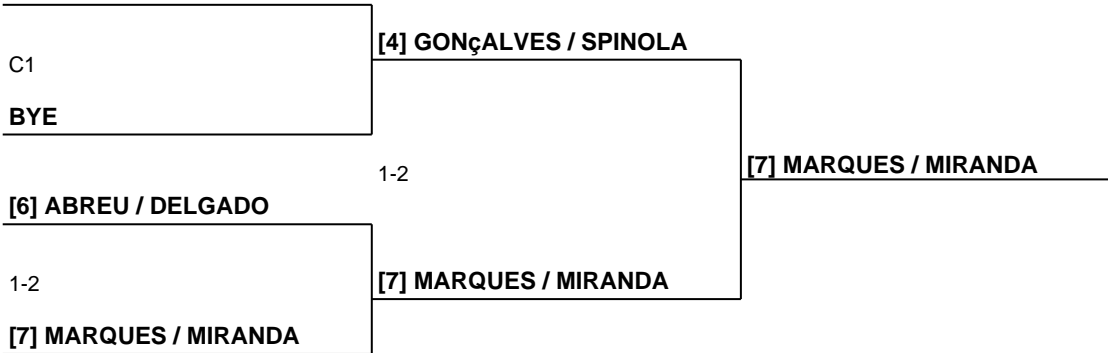 [4] GONçALVES / SPINOLA
C1
BYE
1-2
[7] MARQUES / MIRANDA
[6] ABREU / DELGADO
1-2
[7] MARQUES / MIRANDA
[7] MARQUES / MIRANDA